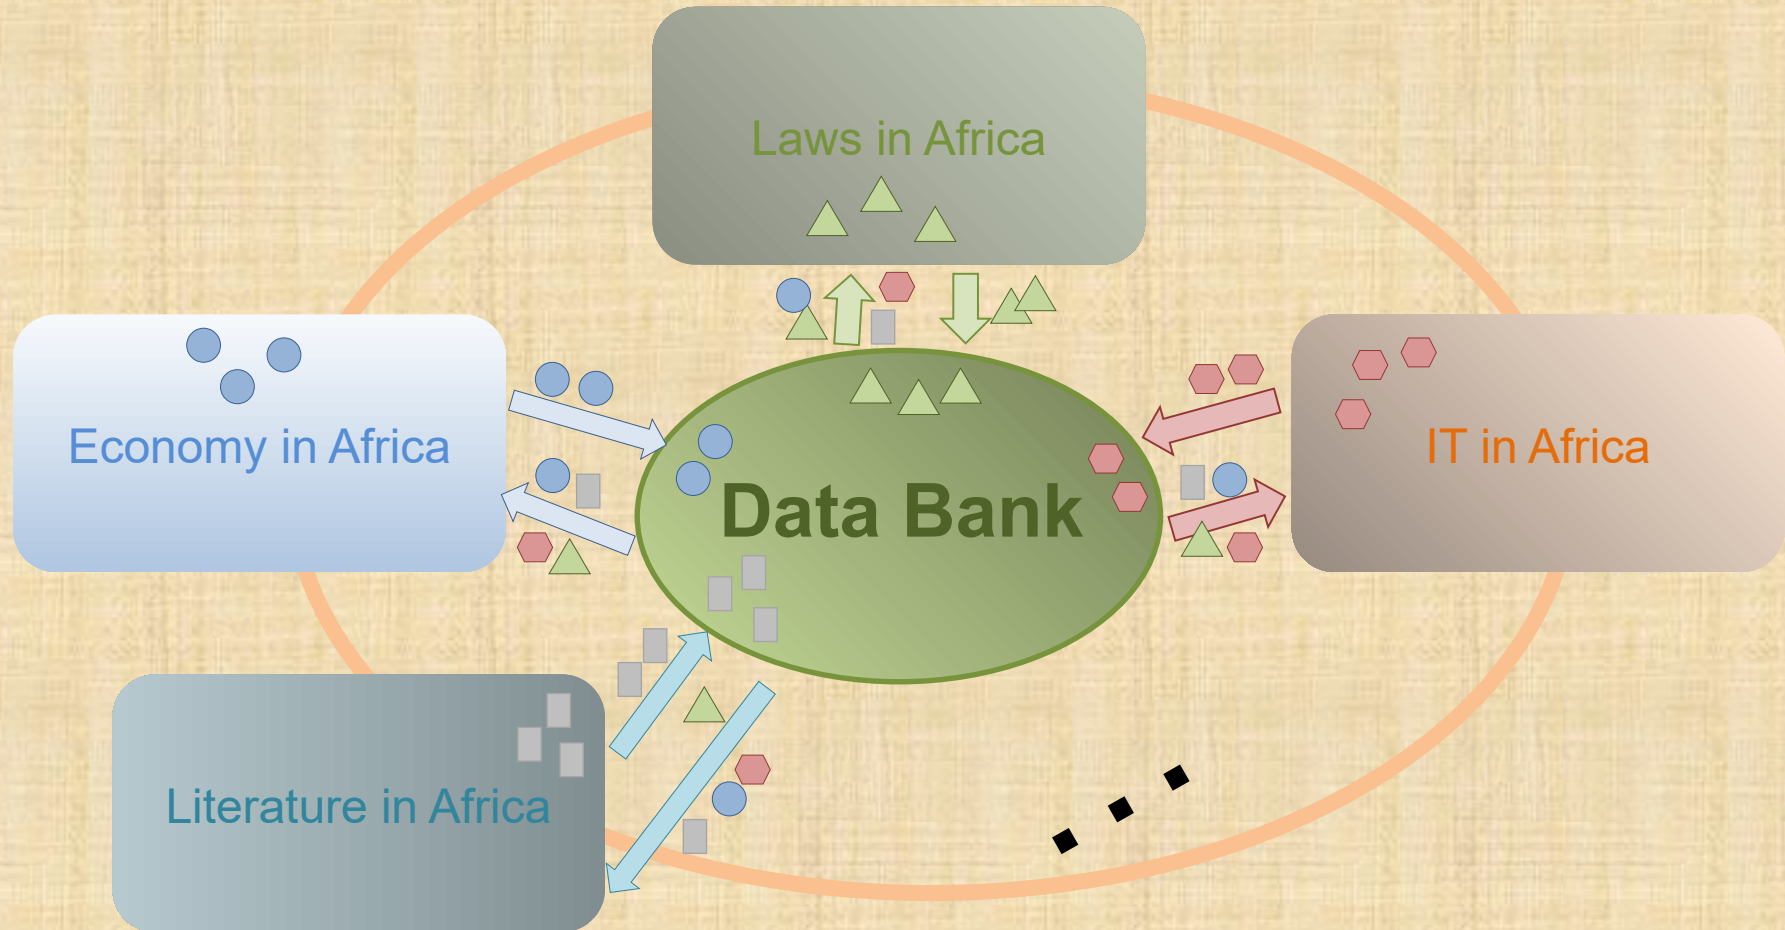 Laws in Africa
Economy in Africa
IT in Africa
Data Bank
Literature in Africa